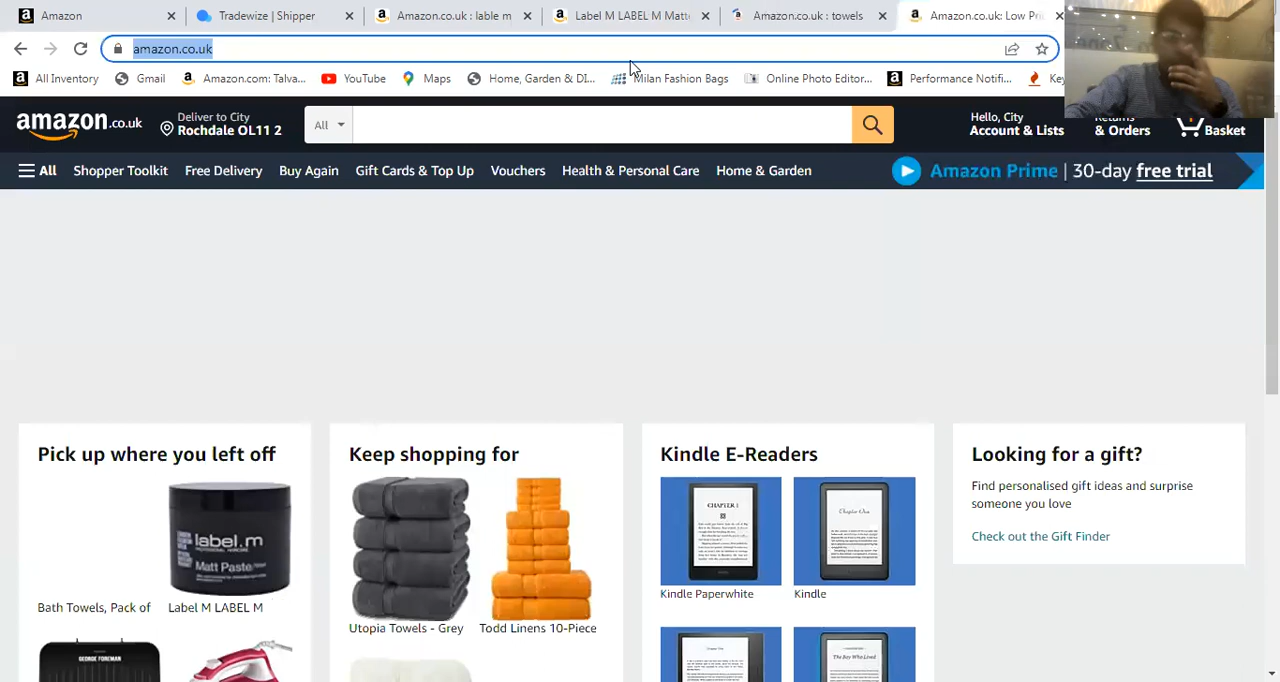 Amazon
Tradewize | Shipper
Amazon.co.uk : lable m
Label M LABEL M Matt
Amazon.co.uk : towels
Amazon.co.uk: Low Pri
amazon.co.uk
All Inventory
Gmail
Amazon.com: Talva...
YouTube
Maps
Home, Garden & DI...
Milan Fashion Bags
Online Photo Editor...
Performance Notifi...
Key
amazon.co.uk
Deliver to City
Rochdale OL11 2
All
Hello, City
Account & Lists
Returns
& Orders
Basket
All
Shopper Toolkit
Free Delivery
Buy Again
Gift Cards & Top Up
Vouchers
Health & Personal Care
Home & Garden
Amazon Prime | 30-day free trial
Pick up where you left off
label.m
PROFESSIONAL HAIRCARE
Matt Paste
Bath Towels, Pack of
Label M LABEL M
GEORGE FOREMAN
Keep shopping for
Utopia Towels - Grey
Todd Linens 10-Piece
Kindle E-Readers
CHAPTER 1
Chapter One
Kindle Paperwhite
Kindle
The Boy Who Lived
Looking for a gift?
Find personalised gift ideas and surprise
someone you love
Check out the Gift Finder